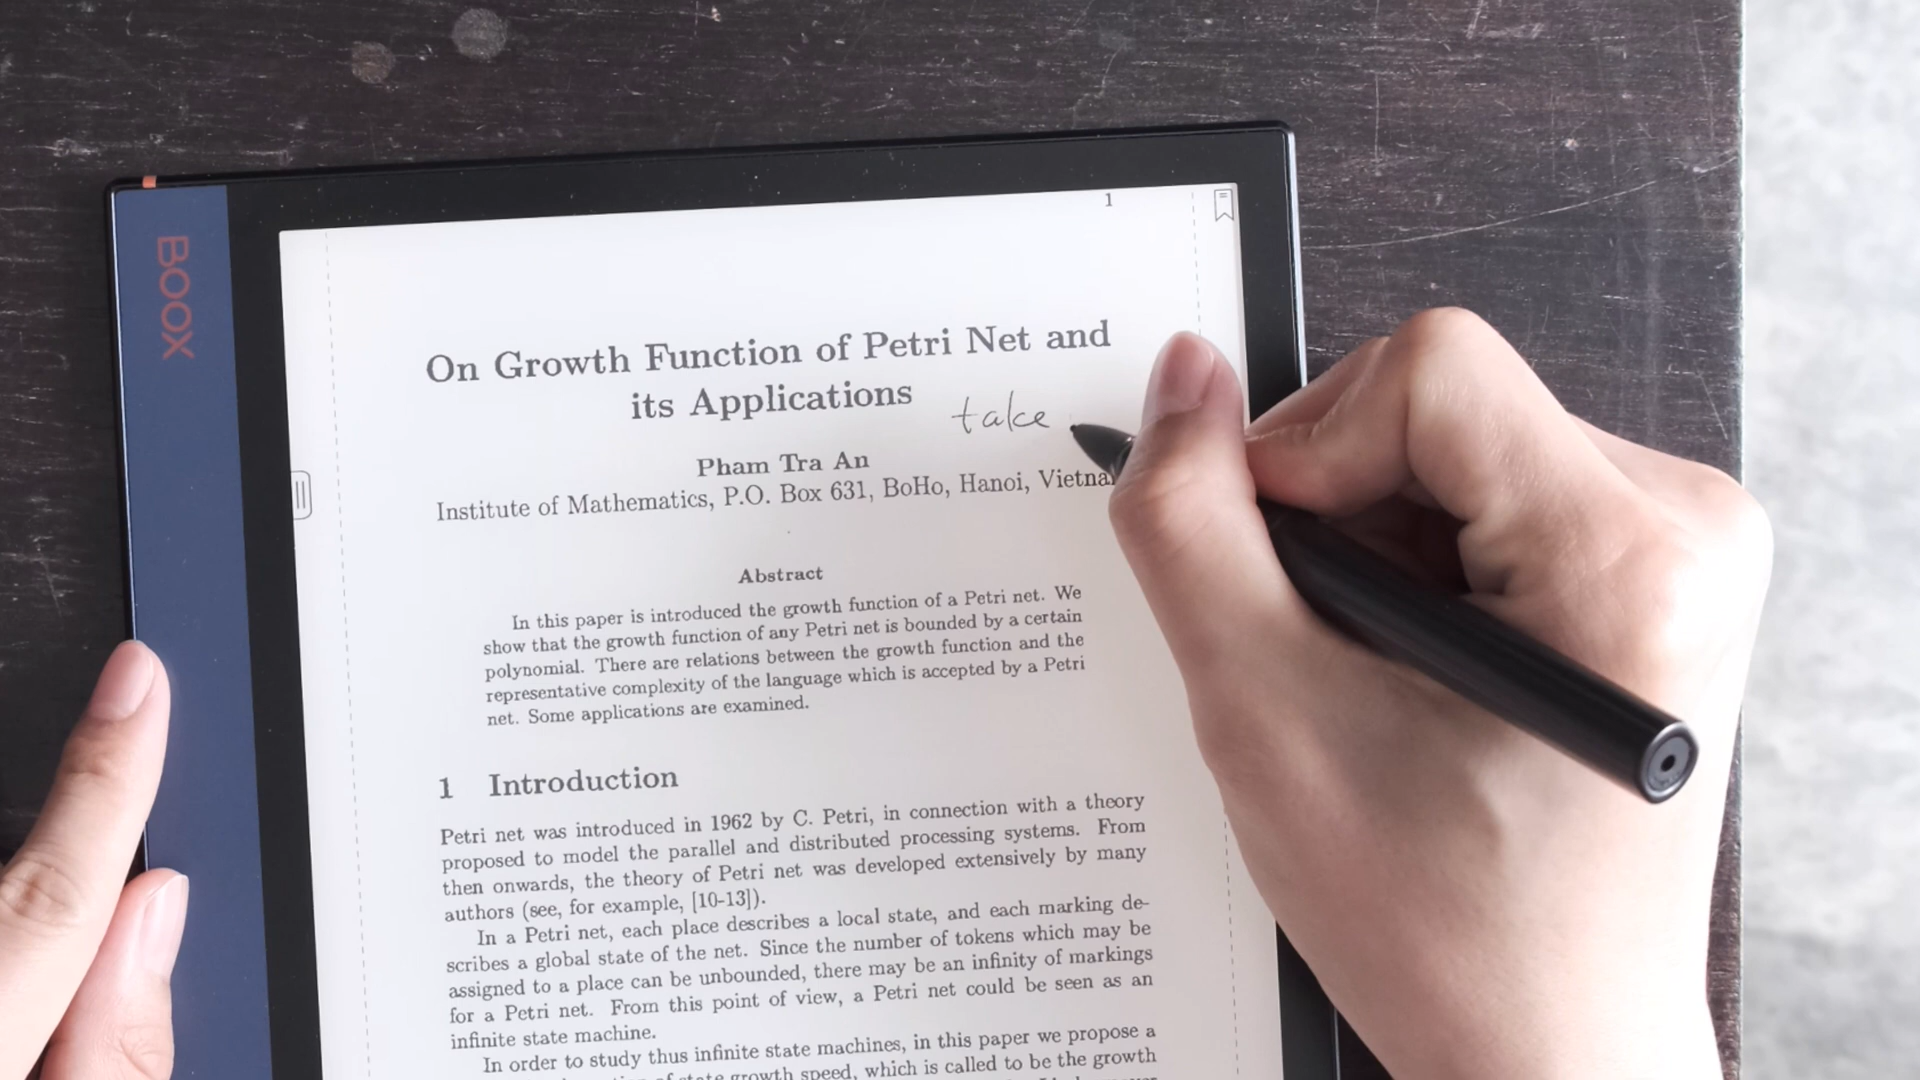 BOOX
1
On Growth Function of Petri Net and
its Applications
take
Pham Tra An
Institute of Mathematics, P.O. Box 631, BoHo, Hanoi,
Abstract
In this paper is introduced the growth function of a Petri net. We
show that the growth function of any Petri net is bounded by a certain
polynomial. There are relations between the growth function and the
representative complexity of the language which is accepted by a Petri
net. Some applications are examined.
1 Introduction
Petri net was introduced in 1962 by C. Petri, in connection with a theory
proposed to model the parallel and distributed processing systems. From
then onwards, the theory of Petri net was developed extensively by many
authors (see, for example, [10-13]).
In a Petri net, each place describes a local state, and each marking de-
scribes a global state of the net. Since the number of tokens which may be
assigned to a place can be unbounded, there may be an infinity of markings
for a Petri net. From this point of view, a Petri net could be seen as an
infinite state machine.
In order to study thus infinite state machines, in this paper we propose a
of state growth speed, which is called to be the growth